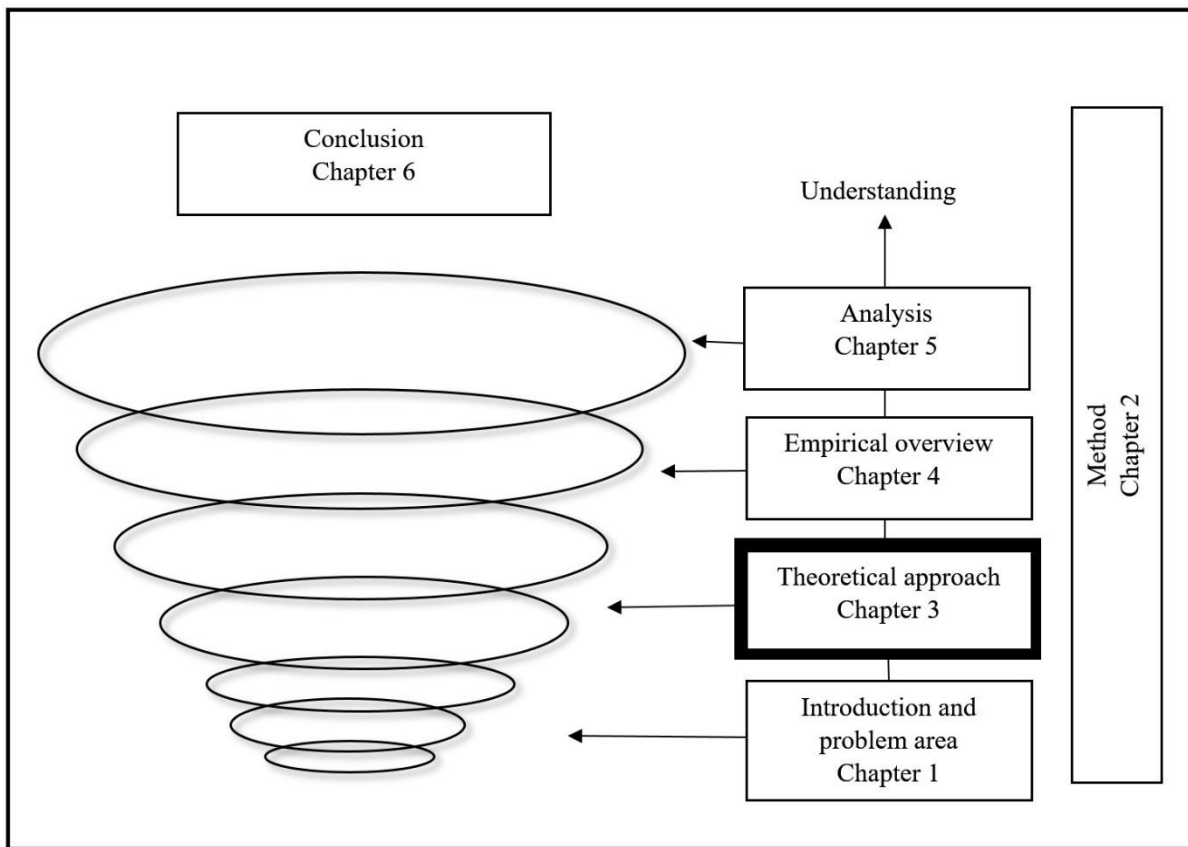 Conclusion
Chapter 6
Understanding
Analysis
Chapter 5
Empirical overview
Chapter 4
Theoretical approach
Chapter 3
Introduction and
problem area
Chapter 1
Method
Chapter 2